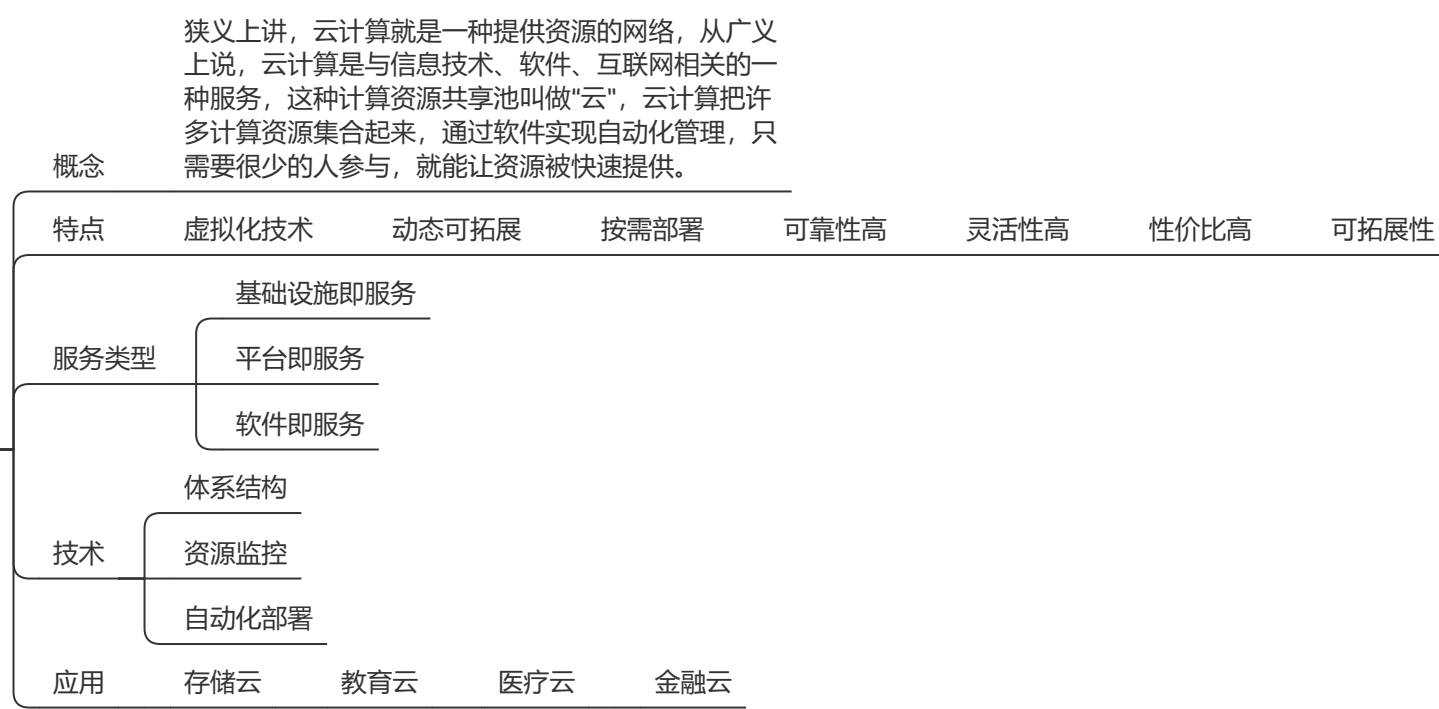 狭义上讲，云计算就是一种提供资源的网络，从广义
上说，云计算是与信息技术、软件、互联网相关的一
种服务，这种计算资源共享池叫做"云"，云计算把许
多计算资源集合起来，通过软件实现自动化管理，只
概念 需要很少的人参与，就能让资源被快速提供。
特点 虚拟化技术 动态可拓展 按需部署 可靠性高 灵活性高 性价比高 可拓展性
基础设施即服务
服务类型 平台即服务
软件即服务
体系结构
技术 资源监控
自动化部署
应用 存储云 教育云 医疗云 金融云